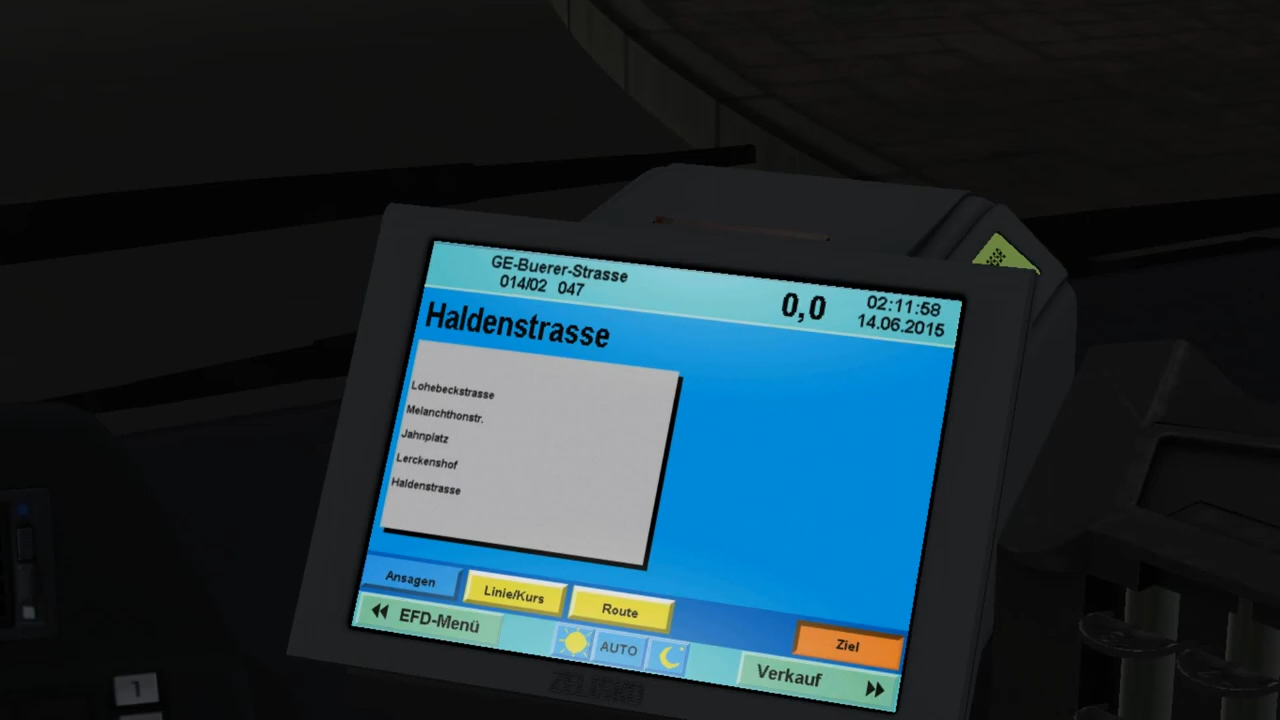 GE-Buerer-Strasse
014/02 047
0,0
02:11:58
14.06.2015
Haldenstrasse
Lohebeckstrasse
Melanchthonstr.
Jahnplatz
Lerckenshof
Haldenstrasse
Ansagen
Linie/Kurs
Route
Ziel
EFD-Menü
AUTO
Verkauf
1